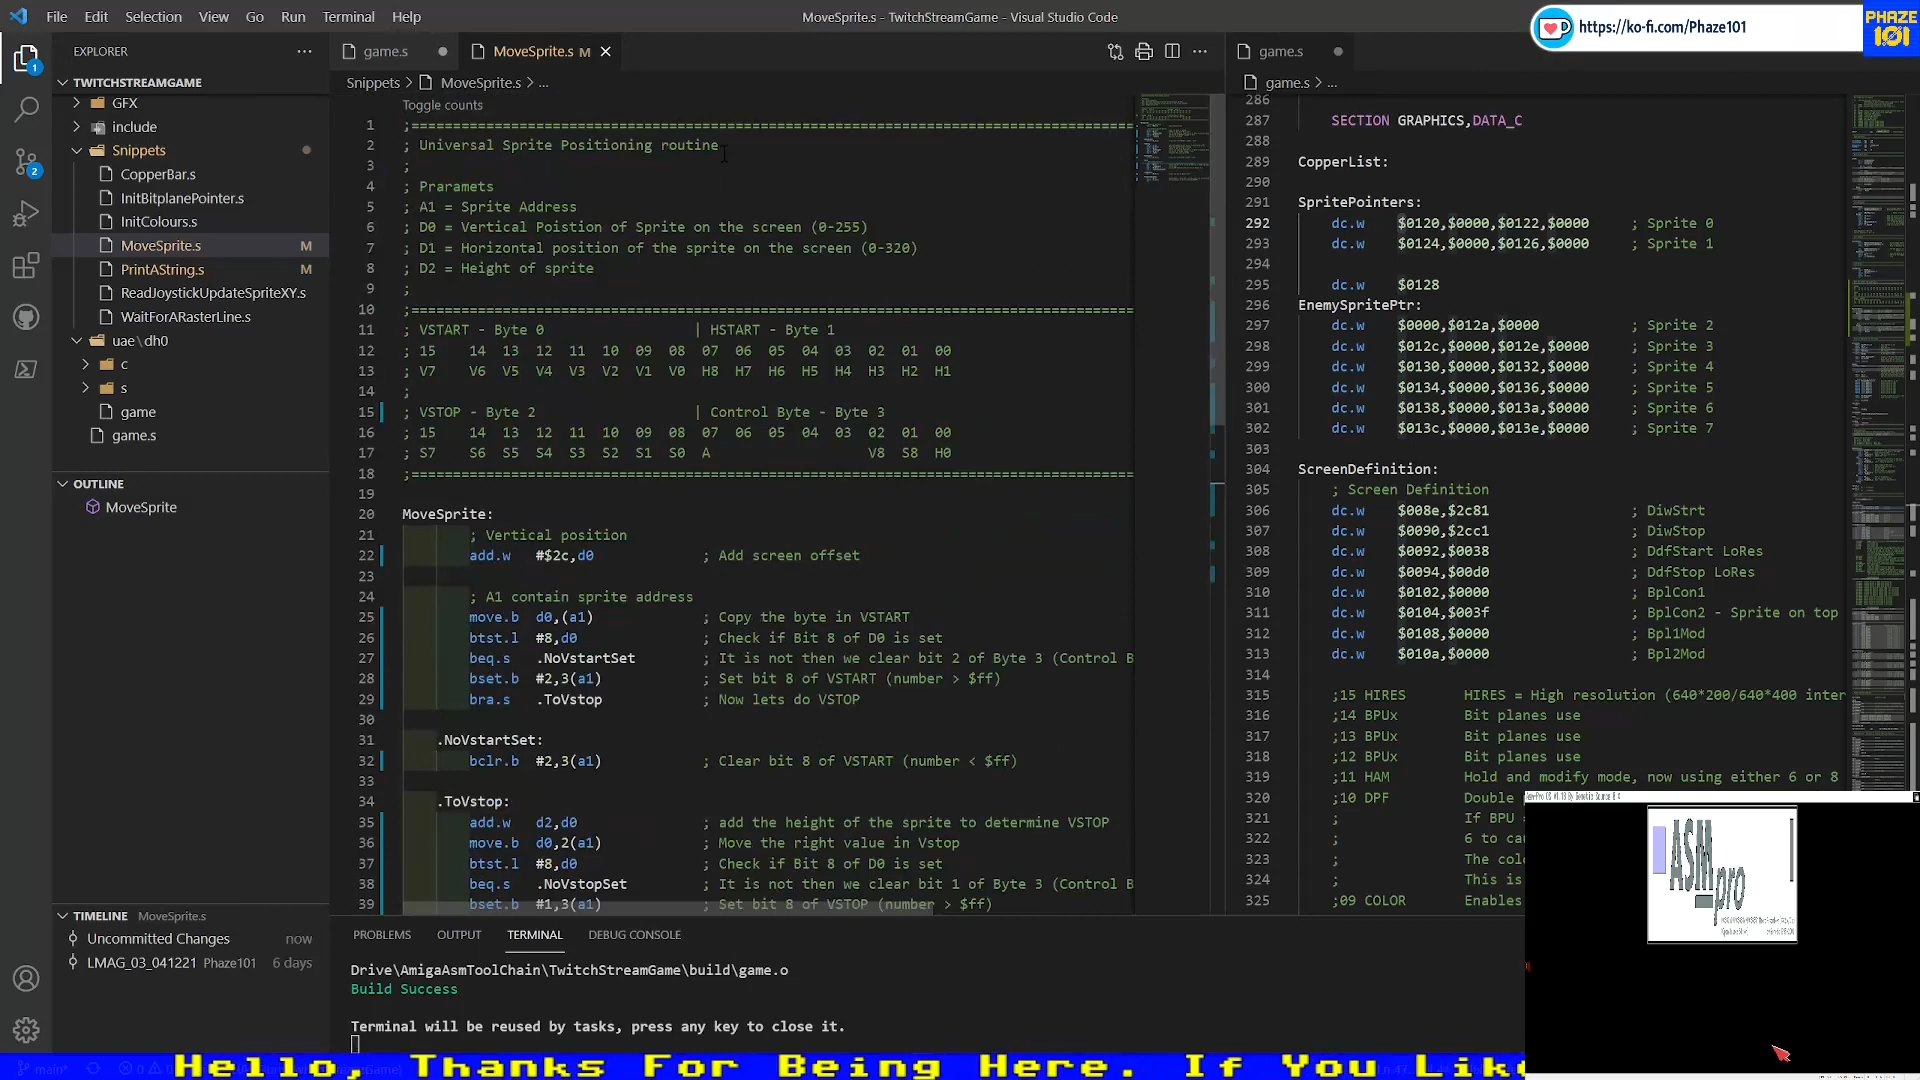 File Edit Selection View Go Run Terminal Help
MoveSprite.s - TwitchStreamGame - Visual Studio Code
https://ko-fi.com/Phaze101
PHAZE
101
EXPLORER
TWITCHSTREAMGAME
GFX
include
Snippets
CopperBar.s
InitBitplanePointer.s
InitColours.s
MoveSprite.s M
PrintAString.s M
ReadJoystickUpdateSpriteXY.s
WaitForARasterLine.s
uae\dh0
c
s
game
game.s
OUTLINE
MoveSprite
TIMELINE MoveSprite.s
Uncommitted Changes now
LMAG_03_041221 Phaze101 6 days
1
2
2
game.s
MoveSprite.s M
Snippets > MoveSprite.s > ...
Toggle counts
1 ;================================================
2 ; Universal Sprite Positioning routine
3 ;
4 ; Praramets
5 ; A1 = Sprite Address
6 ; D0 = Vertical Poistion of Sprite on the screen (0-255)
7 ; D1 = Horizontal position of the sprite on the screen (0-320)
8 ; D2 = Height of sprite
9 ;
10 ;================================================
11 ; VSTART - Byte 0 | HSTART - Byte 1
12 ; 15 14 13 12 11 10 09 08 07 06 05 04 03 02 01 00
13 ; V7 V6 V5 V4 V3 V2 V1 V0 H8 H7 H6 H5 H4 H3 H2 H1
14 ;
15 ; VSTOP - Byte 2 | Control Byte - Byte 3
16 ; 15 14 13 12 11 10 09 08 07 06 05 04 03 02 01 00
17 ; S7 S6 S5 S4 S3 S2 S1 S0 A V8 S8 H0
18 ;================================================
19
20 MoveSprite:
21 ; Vertical position
22 add.w #$2c,d0 ; Add screen offset
23
24 ; A1 contain sprite address
25 move.b d0,(a1) ; Copy the byte in VSTART
26 btst.l #8,d0 ; Check if Bit 8 of D0 is set
27 beq.s .NoVstartSet ; It is not then we clear bit 2 of Byte 3 (Control B
28 bset.b #2,3(a1) ; Set bit 8 of VSTART (number > $ff)
29 bra.s .ToVstop ; Now lets do VSTOP
30
31 .NoVstartSet:
32 bclr.b #2,3(a1) ; Clear bit 8 of VSTART (number < $ff)
33
34 .ToVstop:
35 add.w d2,d0 ; add the height of the sprite to determine VSTOP
36 move.b d0,2(a1) ; Move the right value in Vstop
37 btst.l #8,d0 ; Check if Bit 8 of D0 is set
38 beq.s .NoVstopSet ; It is not then we clear bit 1 of Byte 3 (Control B
39 bset.b #1,3(a1) ; Set bit 8 of VSTOP (number > $ff)
game.s
game.s > ...
286
287 SECTION GRAPHICS,DATA_C
288
289 CopperList:
290
291 SpritePointers:
292 dc.w $0120,$0000,$0122,$0000 ; Sprite 0
293 dc.w $0124,$0000,$0126,$0000 ; Sprite 1
294
295 dc.w $0128
296 EnemySpritePtr:
297 dc.w $0000,$012a,$0000 ; Sprite 2
298 dc.w $012c,$0000,$012e,$0000 ; Sprite 3
299 dc.w $0130,$0000,$0132,$0000 ; Sprite 4
300 dc.w $0134,$0000,$0136,$0000 ; Sprite 5
301 dc.w $0138,$0000,$013a,$0000 ; Sprite 6
302 dc.w $013c,$0000,$013e,$0000 ; Sprite 7
303
304 ScreenDefinition:
305 ; Screen Definition
306 dc.w $008e,$2c81 ; DiwStrt
307 dc.w $0090,$2cc1 ; DiwStop
308 dc.w $0092,$0038 ; DdfStart LoRes
309 dc.w $0094,$00d0 ; DdfStop LoRes
310 dc.w $0102,$0000 ; BplCon1
311 dc.w $0104,$003f ; BplCon2 - Sprite on top
312 dc.w $0108,$0000 ; Bpl1Mod
313 dc.w $010a,$0000 ; Bpl2Mod
314
315 ;15 HIRES HIRES = High resolution (640*200/640*400 inter
316 ;14 BPUx Bit planes use
317 ;13 BPUx Bit planes use
318 ;12 BPUx Bit planes use
319 ;11 HAM Hold and modify mode, now using either 6 or 8
320 ;10 DPF Double
321 ; If BPU =
322 ; 6 to ca
323 ; The colo
324 ; This is
325 ;09 COLOR Enables
PROBLEMS OUTPUT TERMINAL DEBUG CONSOLE
Drive\AmigaAsmToolChain\TwitchStreamGame\build\game.o
Build Success
Terminal will be reused by tasks, press any key to close it.
ASM
pro
Hello, Thanks For Being Here. If You Like